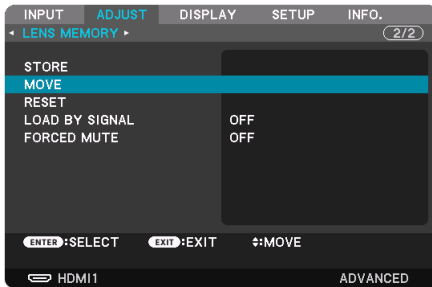 INPUT ADJUST DISPLAY SETUP INFO.
LENS MEMORY 2/2
STORE
MOVE
RESET
LOAD BY SIGNAL OFF
FORCED MUTE OFF
ENTER :SELECT EXIT :EXIT :MOVE
HDMI1 ADVANCED